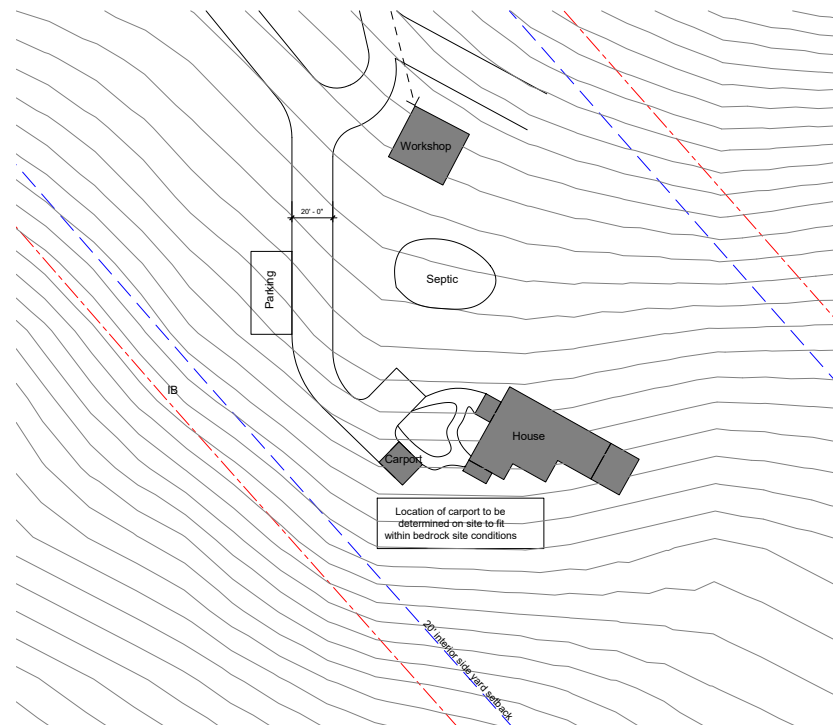 Workshop
20' - 0"
Parking
Septic
IB
House
Carport
Location of carport to be
determined on site to fit
within bedrock site conditions
20' interior side yard setback